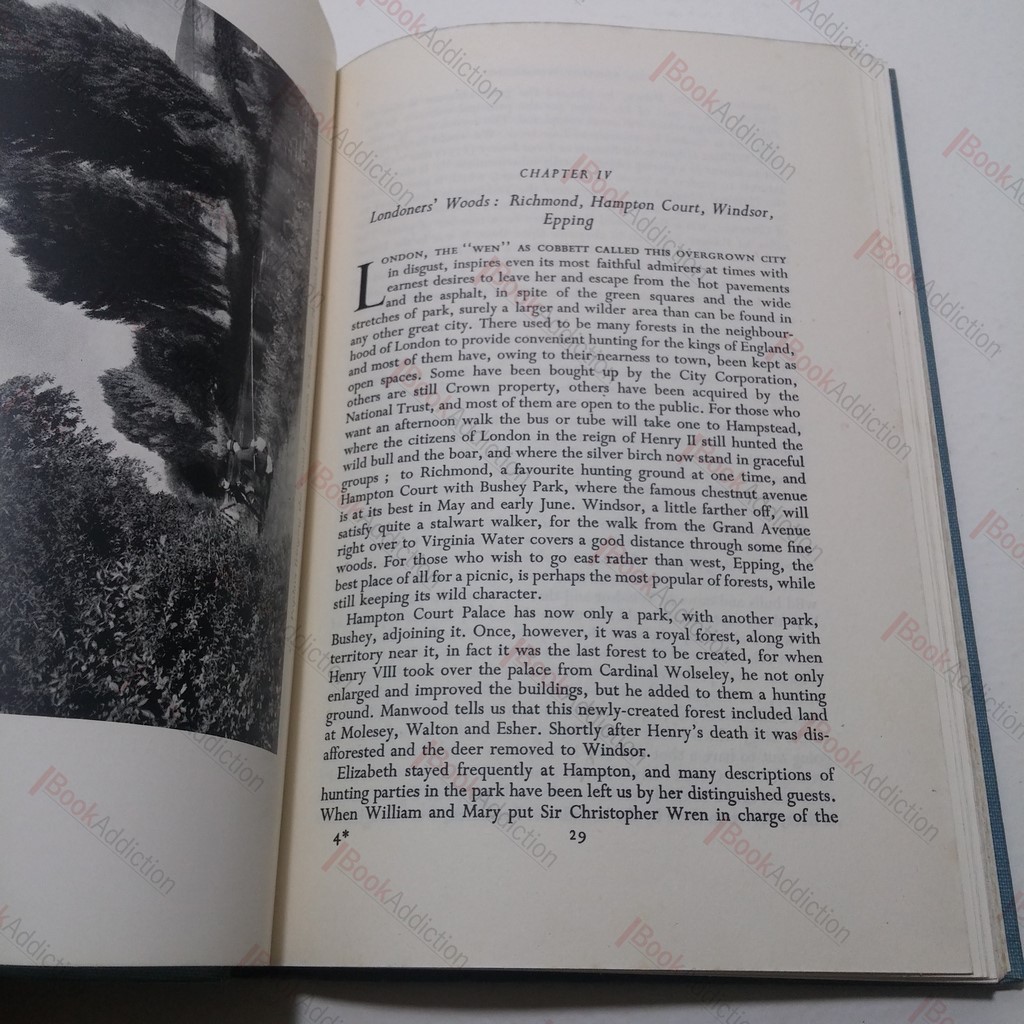 CHAPTER IV
Londoners' Woods: Richmond, Hampton Court, Windsor,
Epping
LONDON, THE "WEN" AS COBBETT CALLED THIS OVERGROWN CITY
in disgust, inspires even its most faithful admirers at times with
earnest desires to leave her and escape from the hot pavements
and the asphalt, in spite of the green squares and the wide
stretches of park, surely a larger and wilder area than can be found in
any other great city. There used to be many forests in the neighbour-
hood of London to provide convenient hunting for the kings of England,
and most of them have, owing to their nearness to town, been kept as
open spaces. Some have been bought up by the City Corporation,
others are still Crown property, others have been acquired by the
National Trust, and most of them are open to the public. For those who
want an afternoon walk the bus or tube will take one to Hampstead,
where the citizens of London in the reign of Henry II still hunted the
wild bull and the boar, and where the silver birch now stand in graceful
groups ; to Richmond, a favourite hunting ground at one time, and
Hampton Court with Bushey Park, where the famous chestnut avenue
is at its best in May and early June. Windsor, a little farther off, will
satisfy quite a stalwart walker, for the walk from the Grand Avenue
right over to Virginia Water covers a good distance through some fine
woods. For those who wish to go east rather than west, Epping, the
best place of all for a picnic, is perhaps the most popular of forests, while
still keeping its wild character.
Hampton Court Palace has now only a park, with another park,
Bushey, adjoining it. Once, however, it was a royal forest, along with
territory near it, in fact it was the last forest to be created, for when
Henry VIII took over the palace from Cardinal Wolseley, he not only
enlarged and improved the buildings, but he added to them a hunting
ground. Manwood tells us that this newly-created forest included land
at Molesey, Walton and Esher. Shortly after Henry's death it was dis-
afforested and the deer removed to Windsor.
Elizabeth stayed frequently at Hampton, and many descriptions of
hunting parties in the park have been left us by her distinguished guests.
When William and Mary put Sir Christopher Wren in charge of the
4*
29
BookAddiction